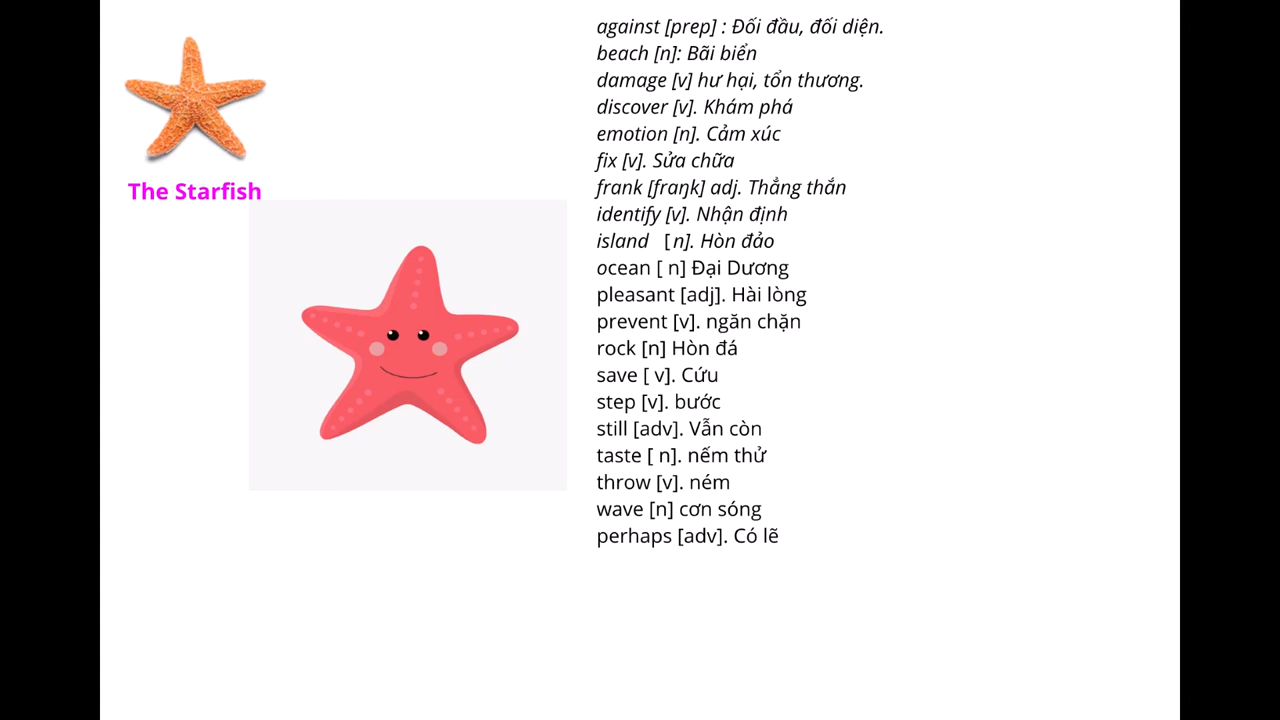 The Starfish
against [prep] : Đối đầu, đối diện.
beach [n]: Bãi biển
damage [v] hư hại, tổn thương.
discover [v]. Khám phá
emotion [n]. Cảm xúc
fix [v]. Sửa chữa
frank [fraŋk] adj. Thẳng thắn
identify [v]. Nhận định
island [ n]. Hòn đảo
ocean [ n] Đại Dương
pleasant [adj]. Hài lòng
prevent [v]. ngăn chặn
rock [n] Hòn đá
save [ v]. Cứu
step [v]. bước
still [adv]. Vẫn còn
taste [ n]. nếm thử
throw [v]. ném
wave [n] cơn sóng
perhaps [adv]. Có lẽ